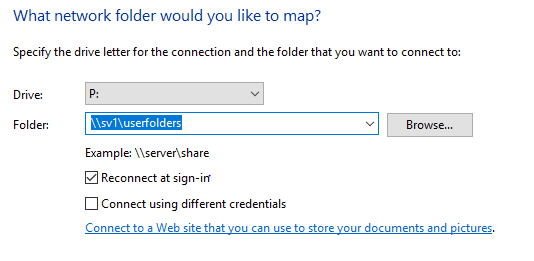 What network folder would you like to map?
Specify the drive letter for the connection and the folder that you want to connect to:
Drive: P:
Folder: \\sv1\userfolders Browse...
Example: \\server\share
Reconnect at sign-in
Connect using different credentials
Connect to a Web site that you can use to store your documents and pictures.